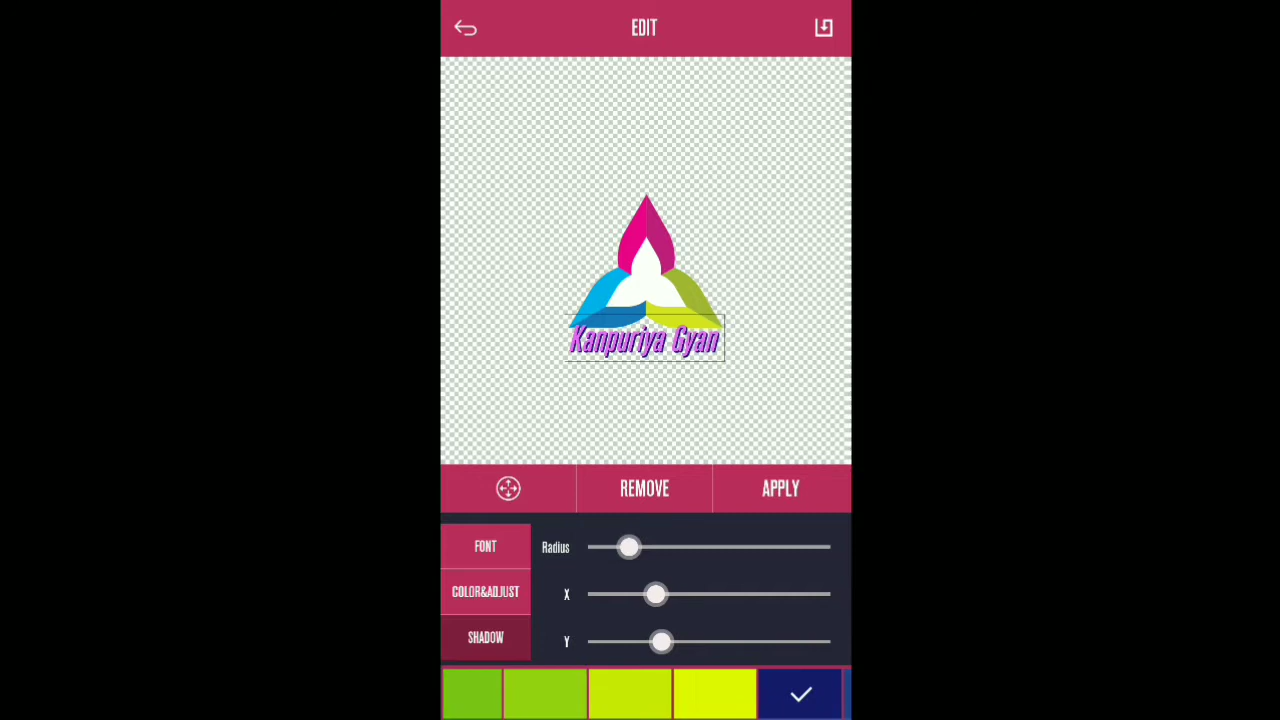 EDIT
Kanpuriya Gyan
REMOVE
APPLY
FONT
Radius
COLOR&ADJUST
X
SHADOW
Y